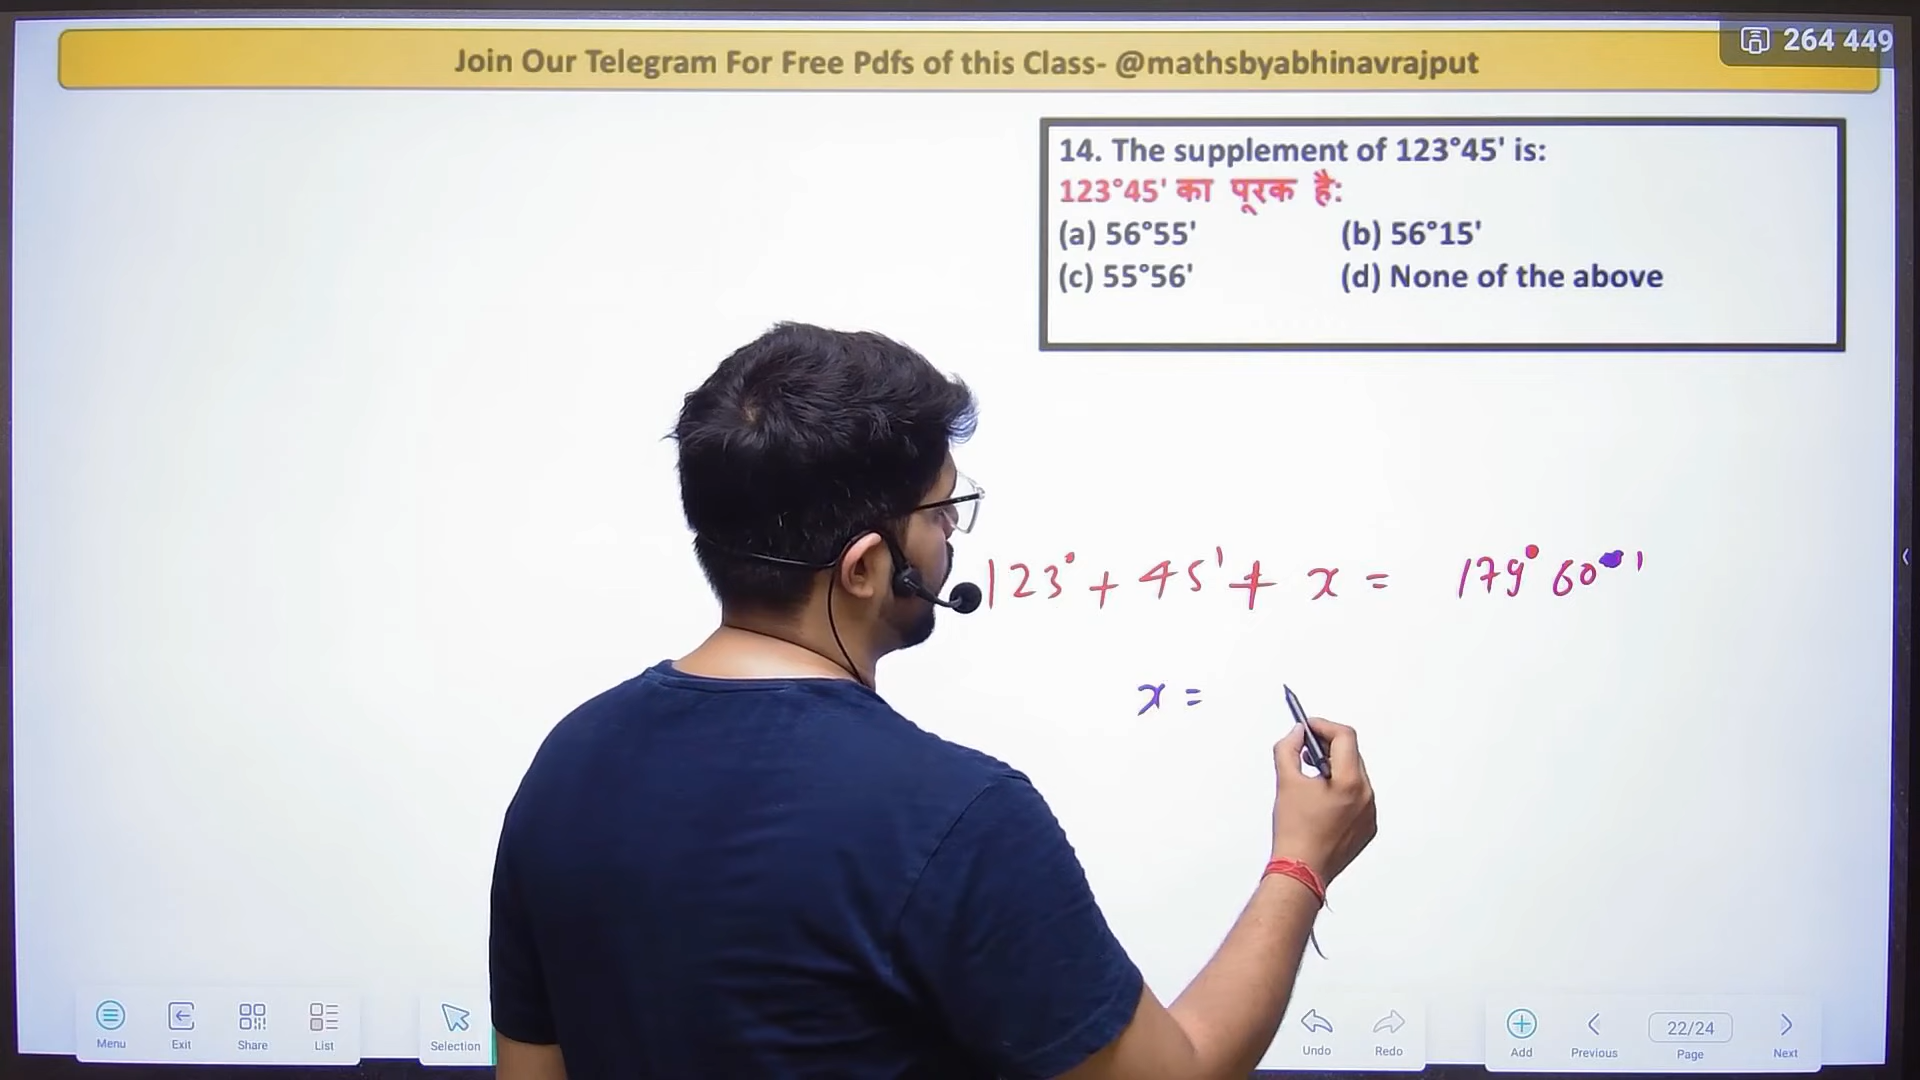 264 449
Join Our Telegram For Free Pdfs of this Class- @mathsbyabhinavrajput
14. The supplement of 123°45' is:
123°45' का पूरक है:
(a) 56°55' (b) 56°15'
(c) 55°56' (d) None of the above
123° + 45' + x = 179° 60'
x =
Menu Exit Share List Selection Undo Redo Add Previous 22/24 Page Next